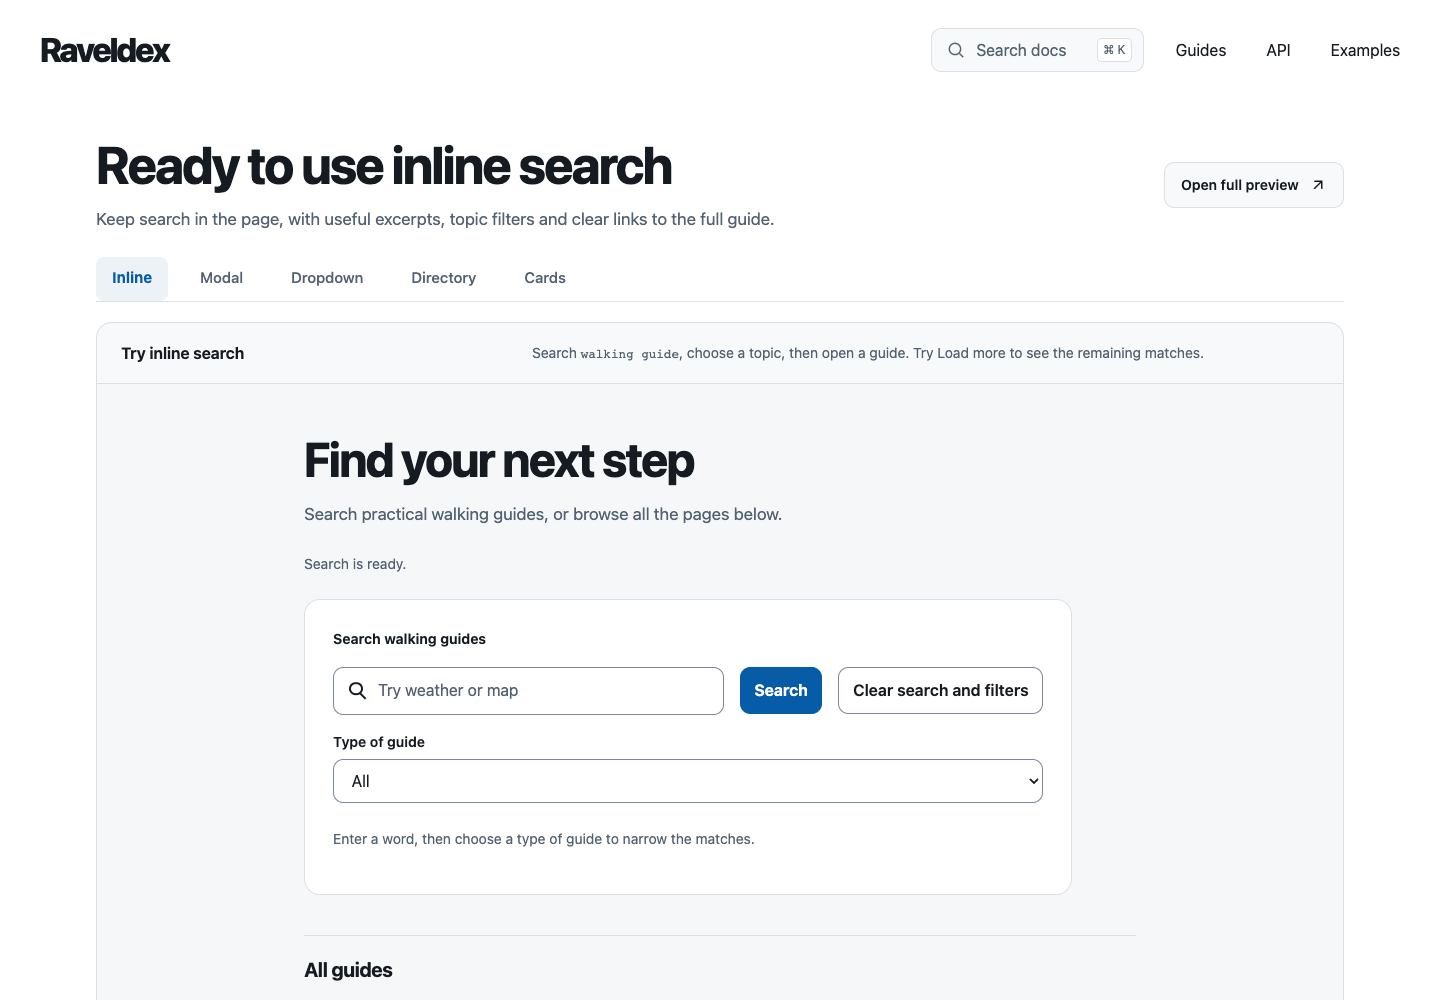 Raveldex
Search docs ⌘ K
Guides
API
Examples
Ready to use inline search
Open full preview
Keep search in the page, with useful excerpts, topic filters and clear links to the full guide.
Inline
Modal
Dropdown
Directory
Cards
Try inline search
Search walking guide, choose a topic, then open a guide. Try Load more to see the remaining matches.
Find your next step
Search practical walking guides, or browse all the pages below.
Search is ready.
Search walking guides
Try weather or map
Search
Clear search and filters
Type of guide
All
Enter a word, then choose a type of guide to narrow the matches.
All guides